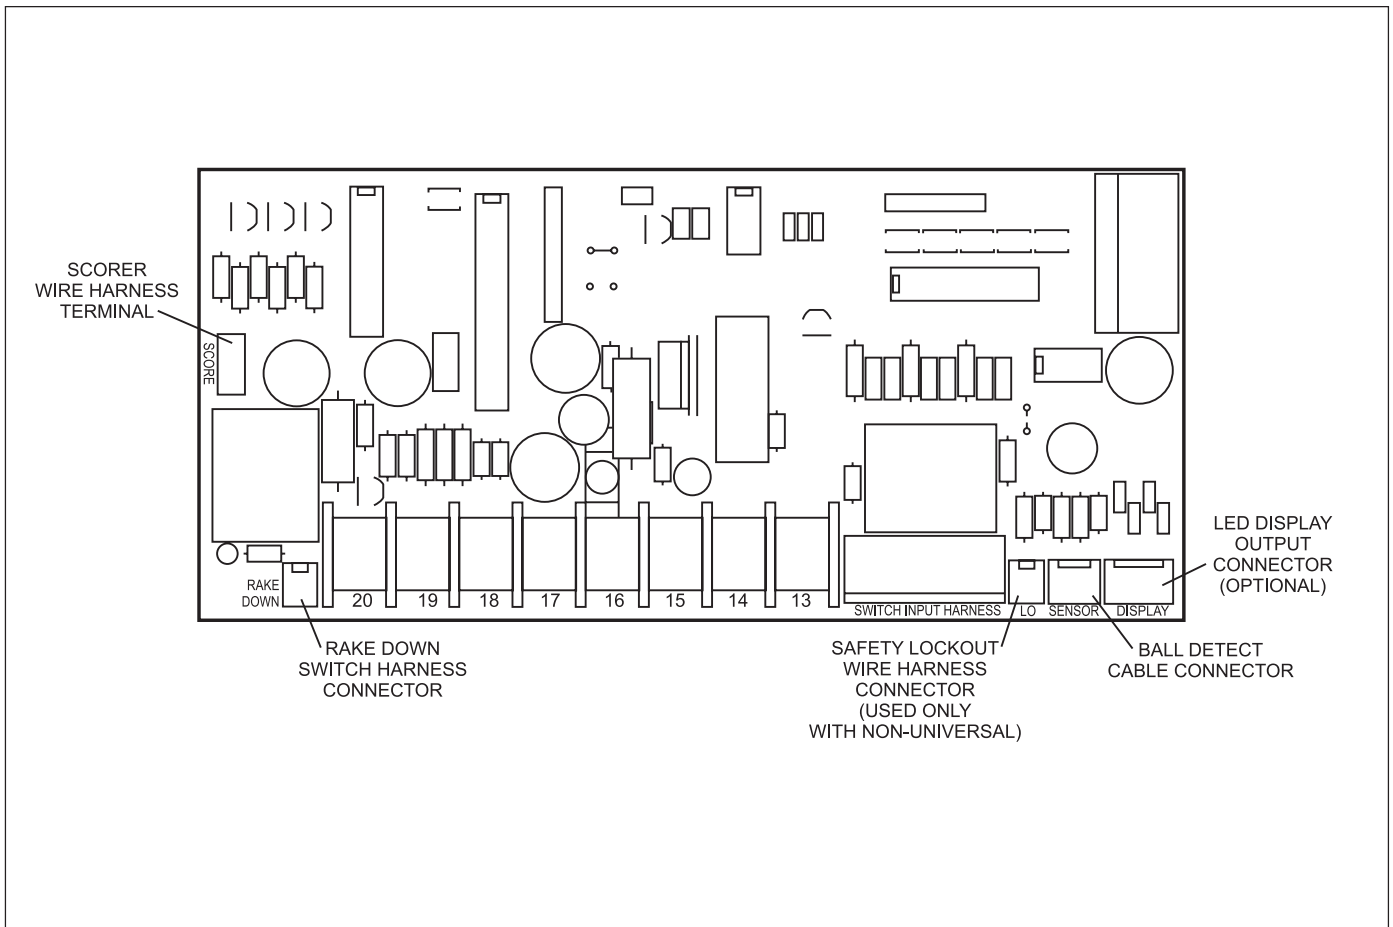 SCORER
WIRE HARNESS
TERMINAL
SCORE
RAKE
DOWN
20 19 18 17 16 15 14 13
SWITCH INPUT HARNESS
LO
SENSOR
DISPLAY
LED DISPLAY
OUTPUT
CONNECTOR
(OPTIONAL)
RAKE DOWN
SWITCH HARNESS
CONNECTOR
SAFETY LOCKOUT
WIRE HARNESS
CONNECTOR
(USED ONLY
WITH NON-UNIVERSAL)
BALL DETECT
CABLE CONNECTOR